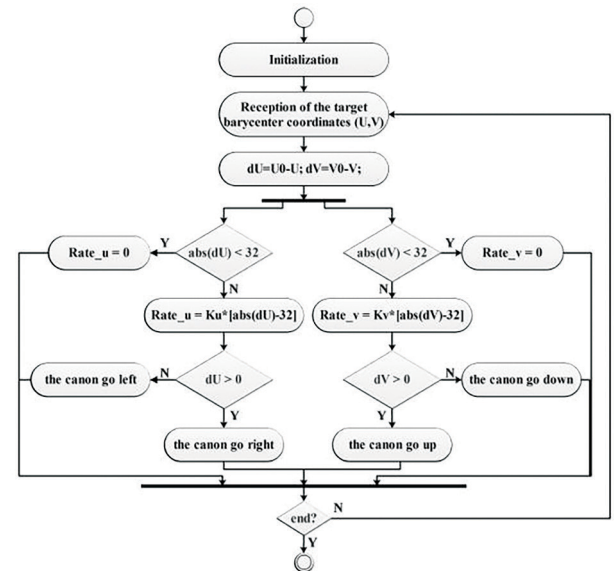 Initialization
Reception of the target
barycenter coordinates (U,V)
dU=U0-U; dV=V0-V;
Rate_u = 0
Y
abs(dU) < 32
abs(dV) < 32
Y
Rate_v = 0
N
N
Rate_u = Ku*[abs(dU)-32]
Rate_v = Kv*[abs(dV)-32]
the canon go left
N
dU > 0
dV > 0
N
the canon go down
Y
Y
the canon go right
the canon go up
end?
N
Y